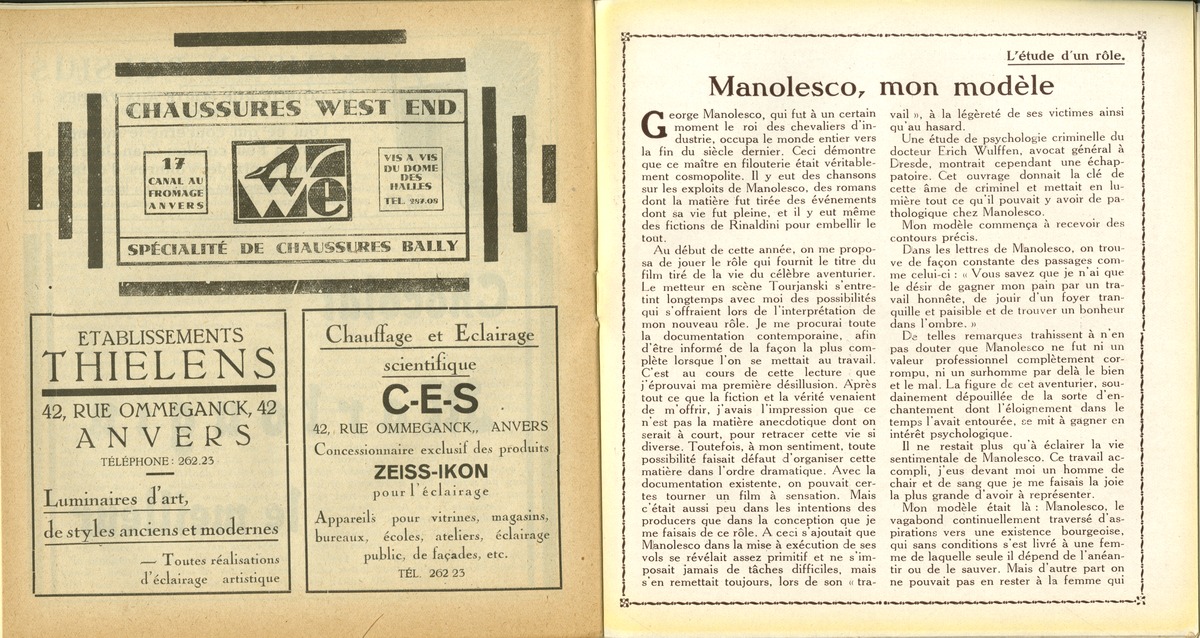 CHAUSSURES WEST END
17
CANAL AU
FROMAGE
ANVERS
We
VIS A VIS
DU DOME
DES
HALLES
TEL. 287.08
SPÉCIALITÉ DE CHAUSSURES BALLY
ETABLISSEMENTS
THIELENS
42, RUE OMMEGANCK, 42
ANVERS
TÉLÉPHONE : 262.23
Luminaires d'art,
de styles anciens et modernes
— Toutes réalisations
d'éclairage artistique
Chauffage et Eclairage
scientifique
C-E-S
42, RUE OMMEGANCK, ANVERS
Concessionnaire exclusif des produits
ZEISS-IKON
pour l'éclairage
Appareils pour vitrines, magasins,
bureaux, écoles, ateliers, éclairage
public, de façades, etc.
TÉL. 262 23
L'étude d'un rôle.
Manolesco, mon modèle
George Manolesco, qui fut à un certain
moment le roi des chevaliers d'in-
dustrie, occupa le monde entier vers
la fin du siècle dernier. Ceci démontre
que ce maître en filouterie était véritable-
ment cosmopolite. Il y eut des chansons
sur les exploits de Manolesco, des romans
dont la matière fut tirée des événements
dont sa vie fut pleine, et il y eut même
des fictions de Rinaldini pour embellir le
tout.
Au début de cette année, on me propo-
sa de jouer le rôle qui fournit le titre du
film tiré de la vie du célèbre aventurier.
Le metteur en scène Tourjanski s'entre-
tint longtemps avec moi des possibilités
qui s'offraient lors de l'interprétation de
mon nouveau rôle. Je me procurai toute
la documentation contemporaine, afin
d'être informé de la façon la plus com-
plète lorsque l'on se mettait au travail.
C'est au cours de cette lecture que
j'éprouvai ma première désillusion. Après
tout ce que la fiction et la vérité venaient
de m'offrir, j'avais l'impression que ce
n'est pas la matière anecdotique dont on
serait à court, pour retracer cette vie si
diverse. Toutefois, à mon sentiment, toute
possibilité faisait défaut d'organiser cette
matière dans l'ordre dramatique. Avec la
documentation existente, on pouvait cer-
tes tourner un film à sensation. Mais
c'était aussi peu dans les intentions des
producers que dans la conception que je
me faisais de ce rôle. A ceci s'ajoutait que
Manolesco dans la mise à exécution de ses
vols se révélait assez primitif et ne s'im-
posait jamais de tâches difficiles, mais
s'en remettait toujours, lors de son « tra-
vail », à la légèreté de ses victimes ainsi
qu'au hasard.
Une étude de psychologie criminelle du
docteur Erich Wulffen, avocat général à
Dresde, montrait cependant une échap-
patoire. Cet ouvrage donnait la clé de
cette âme de criminel et mettait en lu-
mière tout ce qu'il pouvait y avoir de pa-
thologique chez Manolesco.
Mon modèle commença à recevoir des
contours précis.
Dans les lettres de Manolesco, on trou-
ve de façon constante des passages com-
me celui-ci : « Vous savez que je n'ai que
le désir de gagner mon pain par un tra-
vail honnête, de jouir d'un foyer tran-
quille et paisible et de trouver un bonheur
dans l'ombre. »
De telles remarques trahissent à n'en
pas douter que Manolesco ne fut ni un
valeur professionnel complètement cor-
rompu, ni un surhomme par delà le bien
et le mal. La figure de cet aventurier, sou-
dainement dépouillée de la sorte d'en-
chantement dont l'éloignement dans le
temps l'avait entourée, se mit à gagner en
intérêt psychologique.
Il ne restait plus qu'à éclairer la vie
sentimentale de Manolesco. Ce travail ac-
compli, j'eus devant moi un homme de
chair et de sang que je me faisais la joie
la plus grande d'avoir à représenter.
Mon modèle était là : Manolesco, le
vagabond continuellement traversé d'as-
pirations vers une existence bourgeoise,
qui sans conditions s'est livré à une fem-
me de laquelle seule il dépend de l'anéan-
tir ou de le sauver. Mais d'autre part on
ne pouvait pas en rester à la femme qui